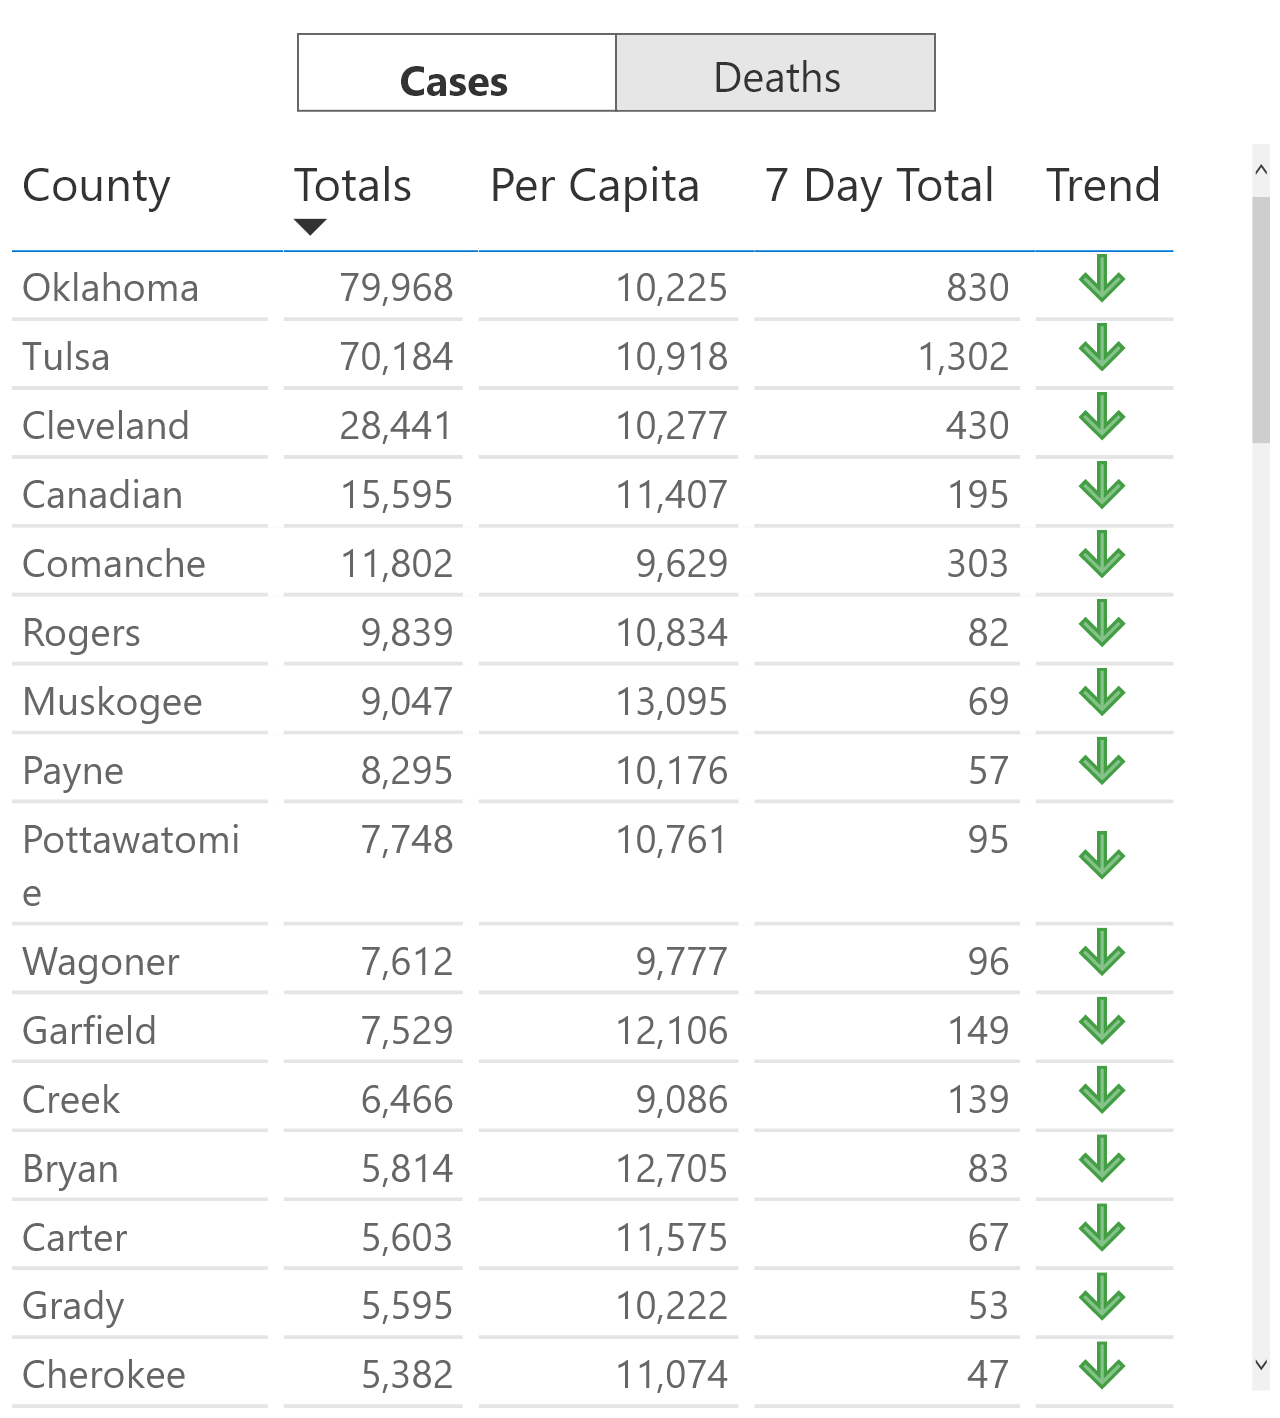 Cases Deaths
County Totals Per Capita 7 Day Total Trend
Oklahoma 79,968 10,225 830
Tulsa 70,184 10,918 1,302
Cleveland 28,441 10,277 430
Canadian 15,595 11,407 195
Comanche 11,802 9,629 303
Rogers 9,839 10,834 82
Muskogee 9,047 13,095 69
Payne 8,295 10,176 57
Pottawatomi 7,748 10,761 95
e
Wagoner 7,612 9,777 96
Garfield 7,529 12,106 149
Creek 6,466 9,086 139
Bryan 5,814 12,705 83
Carter 5,603 11,575 67
Grady 5,595 10,222 53
Cherokee 5,382 11,074 47